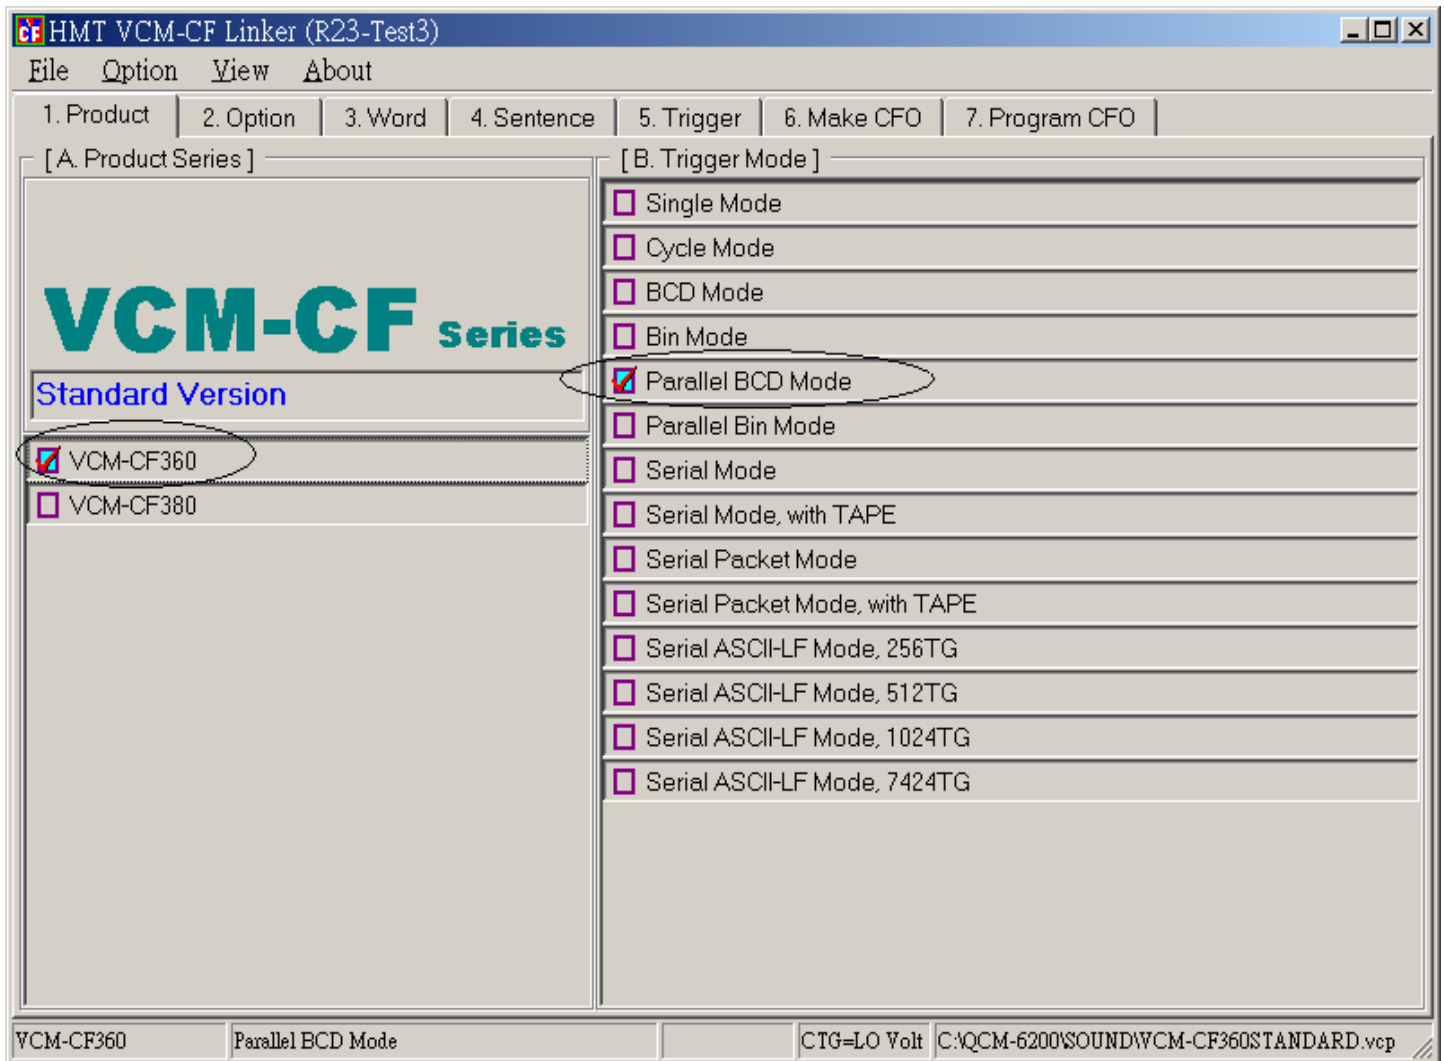 HMT VCM-CF Linker (R23-Test3)
File Option View About
1. Product 2. Option 3. Word 4. Sentence 5. Trigger 6. Make CFO 7. Program CFO
[ A. Product Series ]
VCM-CF Series
Standard Version
VCM-CF360
VCM-CF380
[ B. Trigger Mode ]
Single Mode
Cycle Mode
BCD Mode
Bin Mode
Parallel BCD Mode
Parallel Bin Mode
Serial Mode
Serial Mode, with TAPE
Serial Packet Mode
Serial Packet Mode, with TAPE
Serial ASCII-LF Mode, 256TG
Serial ASCII-LF Mode, 512TG
Serial ASCII-LF Mode, 1024TG
Serial ASCII-LF Mode, 7424TG
VCM-CF360 Parallel BCD Mode CTG=LO Volt C:\QCM-6200\SOUND\VCM-CF360STANDARD.vcp